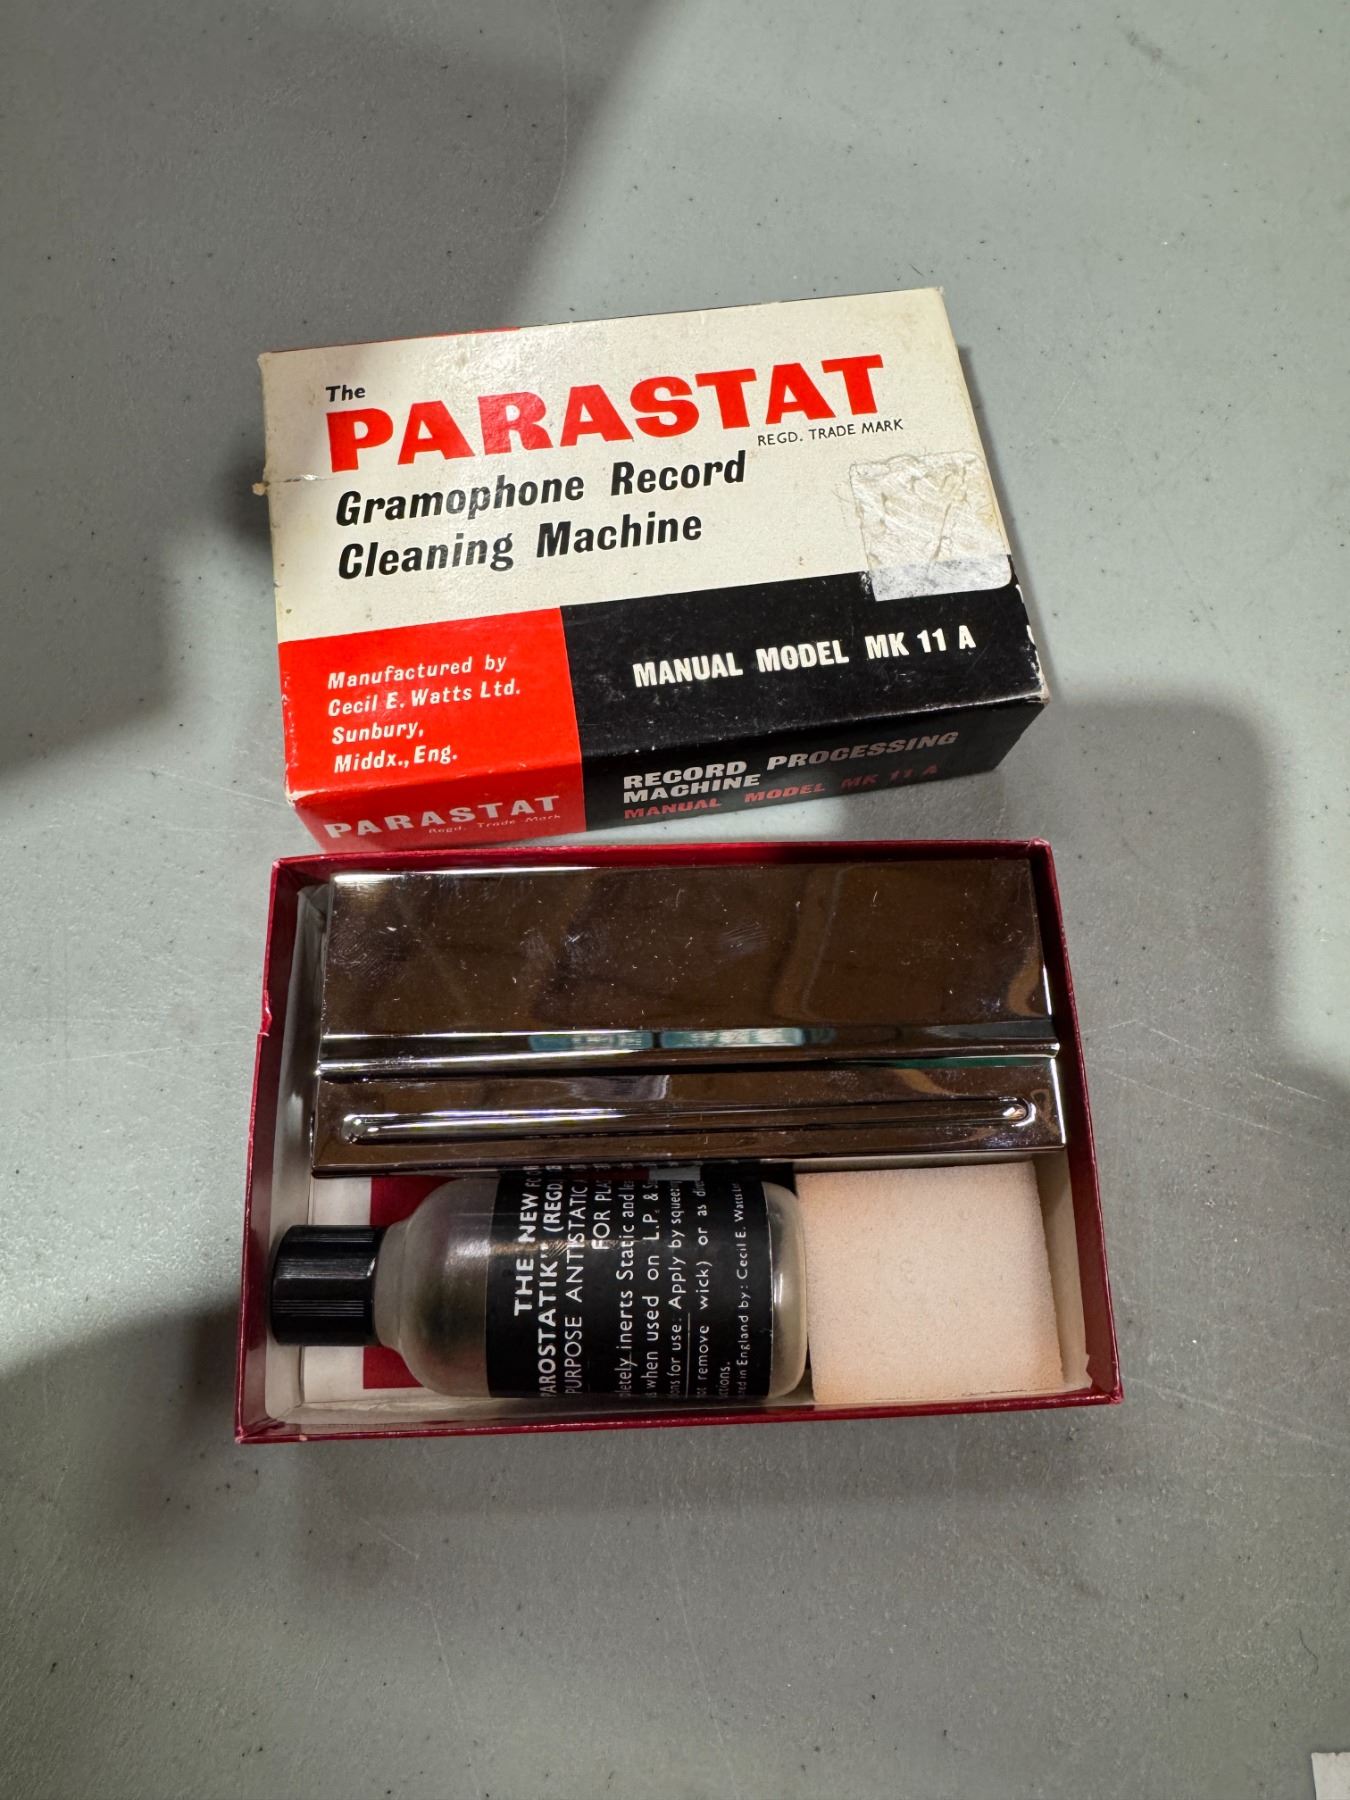 The
PARASTAT
REGD. TRADE MARK
Gramophone Record
Cleaning Machine
Manufactured by
Cecil E. Watts Ltd.
Sunbury,
Middx., Eng.
MANUAL MODEL MK 11 A
PARASTAT
Regd. Trade Mark
RECORD PROCESSING
MACHINE
MANUAL MODEL MK 11 A
THE NEW
PAROSTATIK" (REGD.
PURPOSE ANTISTATIC
FOR
inerts Static and
when used on L.P. &
for use: Apply by
remove wick) or as
in England by: Cecil E. Watts